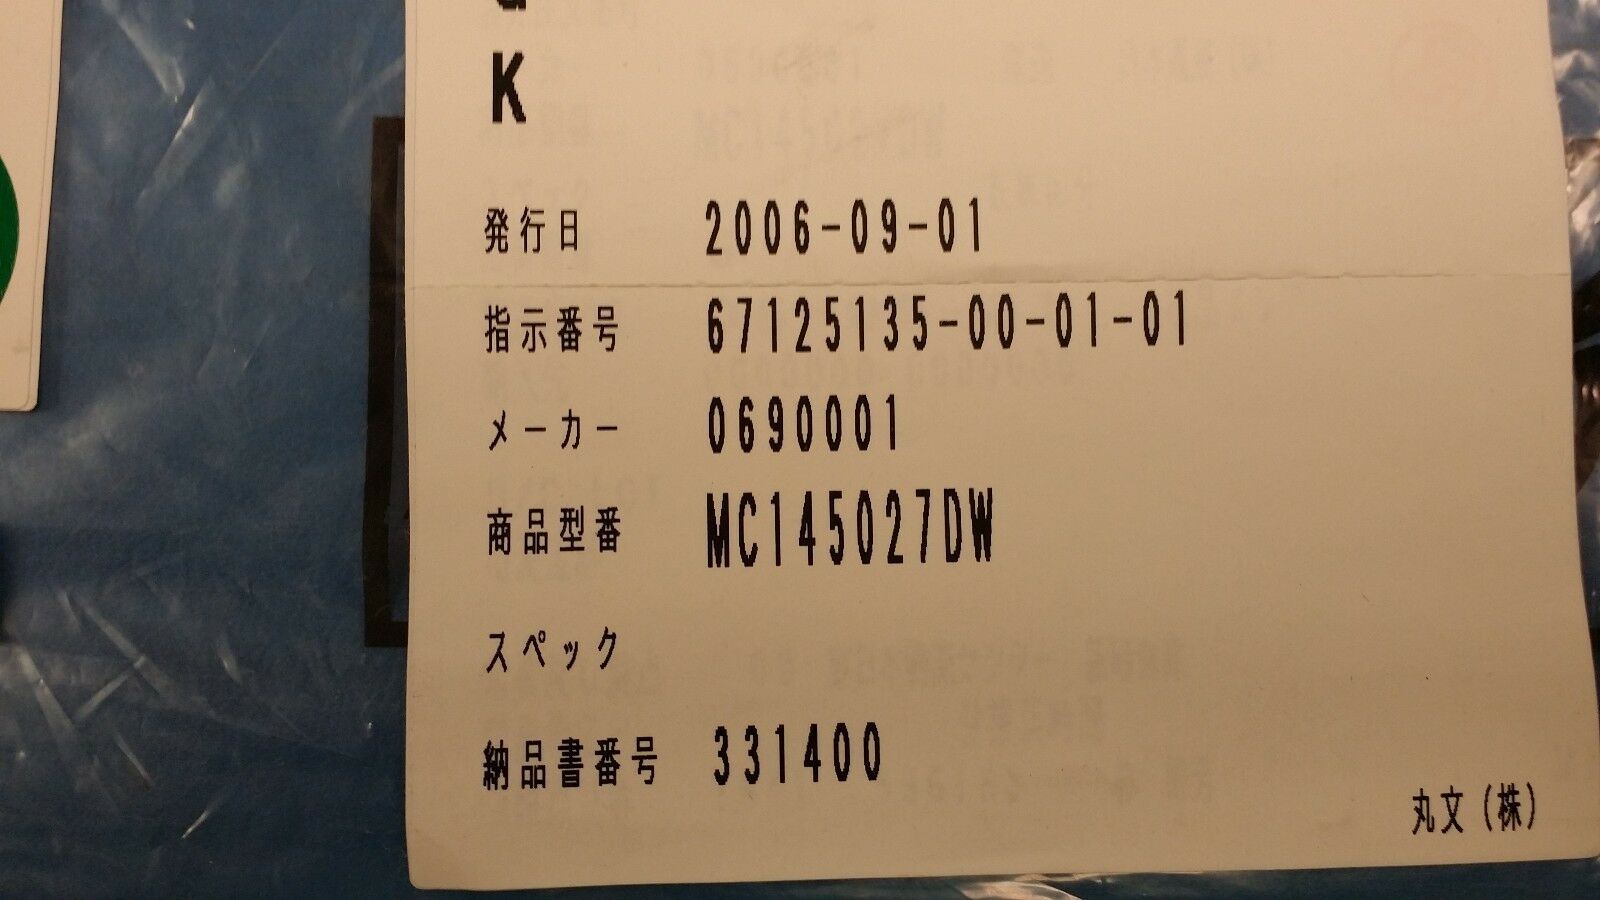 K
発行日 2006-09-01
指示番号 67125135-00-01-01
メーカー 0690001
商品型番 MC145027DW
スペック
納品書番号 331400
丸文(株)